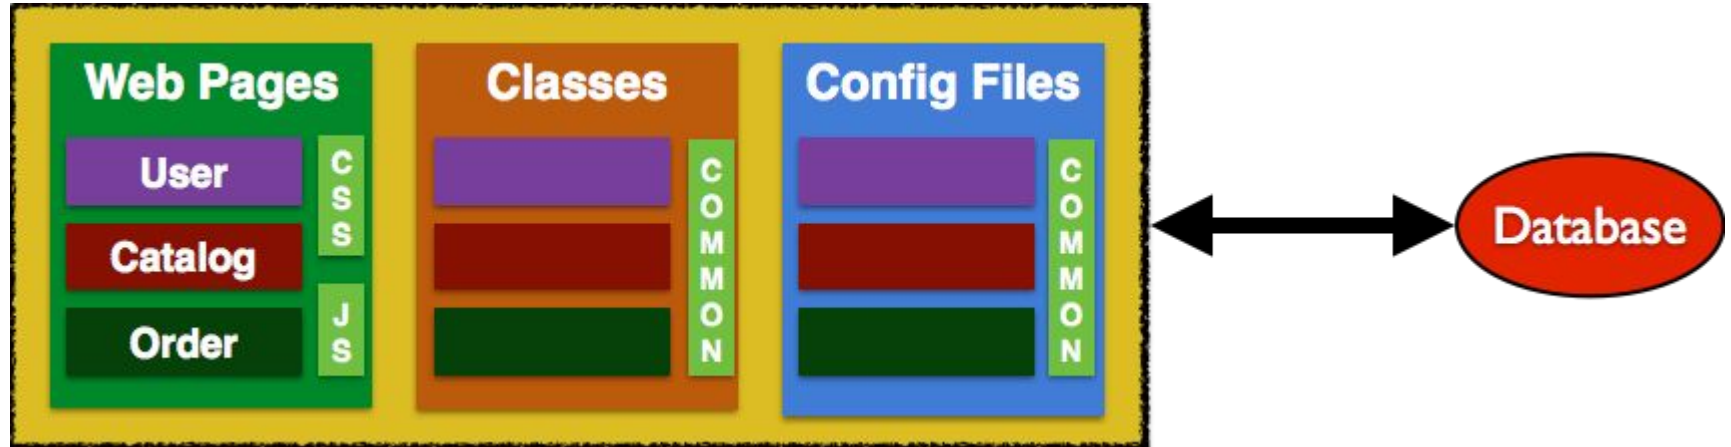 Web Pages
User
Catalog
Order
CSS
JS
Classes
COMMON
Config Files
COMMON
Database